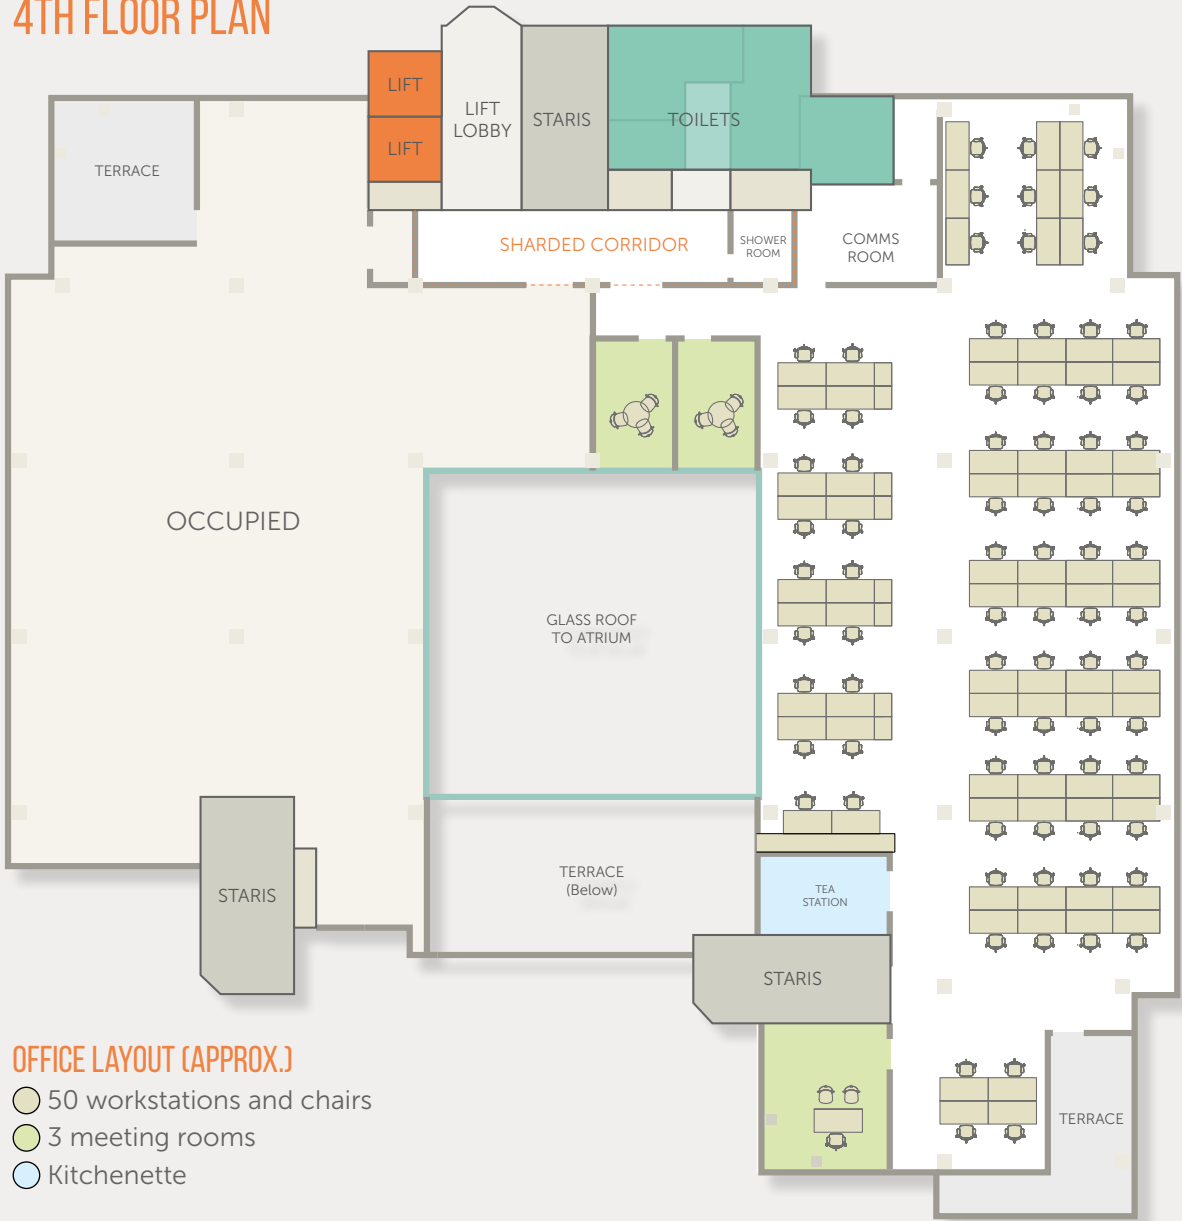 4TH FLOOR PLAN
LIFT
LIFT
LIFT
LOBBY
STARIS
TOILETS
TERRACE
SHARDED CORRIDOR
SHOWER
ROOM
COMMS
ROOM
OCCUPIED
GLASS ROOF
TO ATRIUM
TERRACE
(Below)
TEA
STATION
STARIS
STARIS
TERRACE
OFFICE LAYOUT (APPROX.)
50 workstations and chairs
3 meeting rooms
Kitchenette